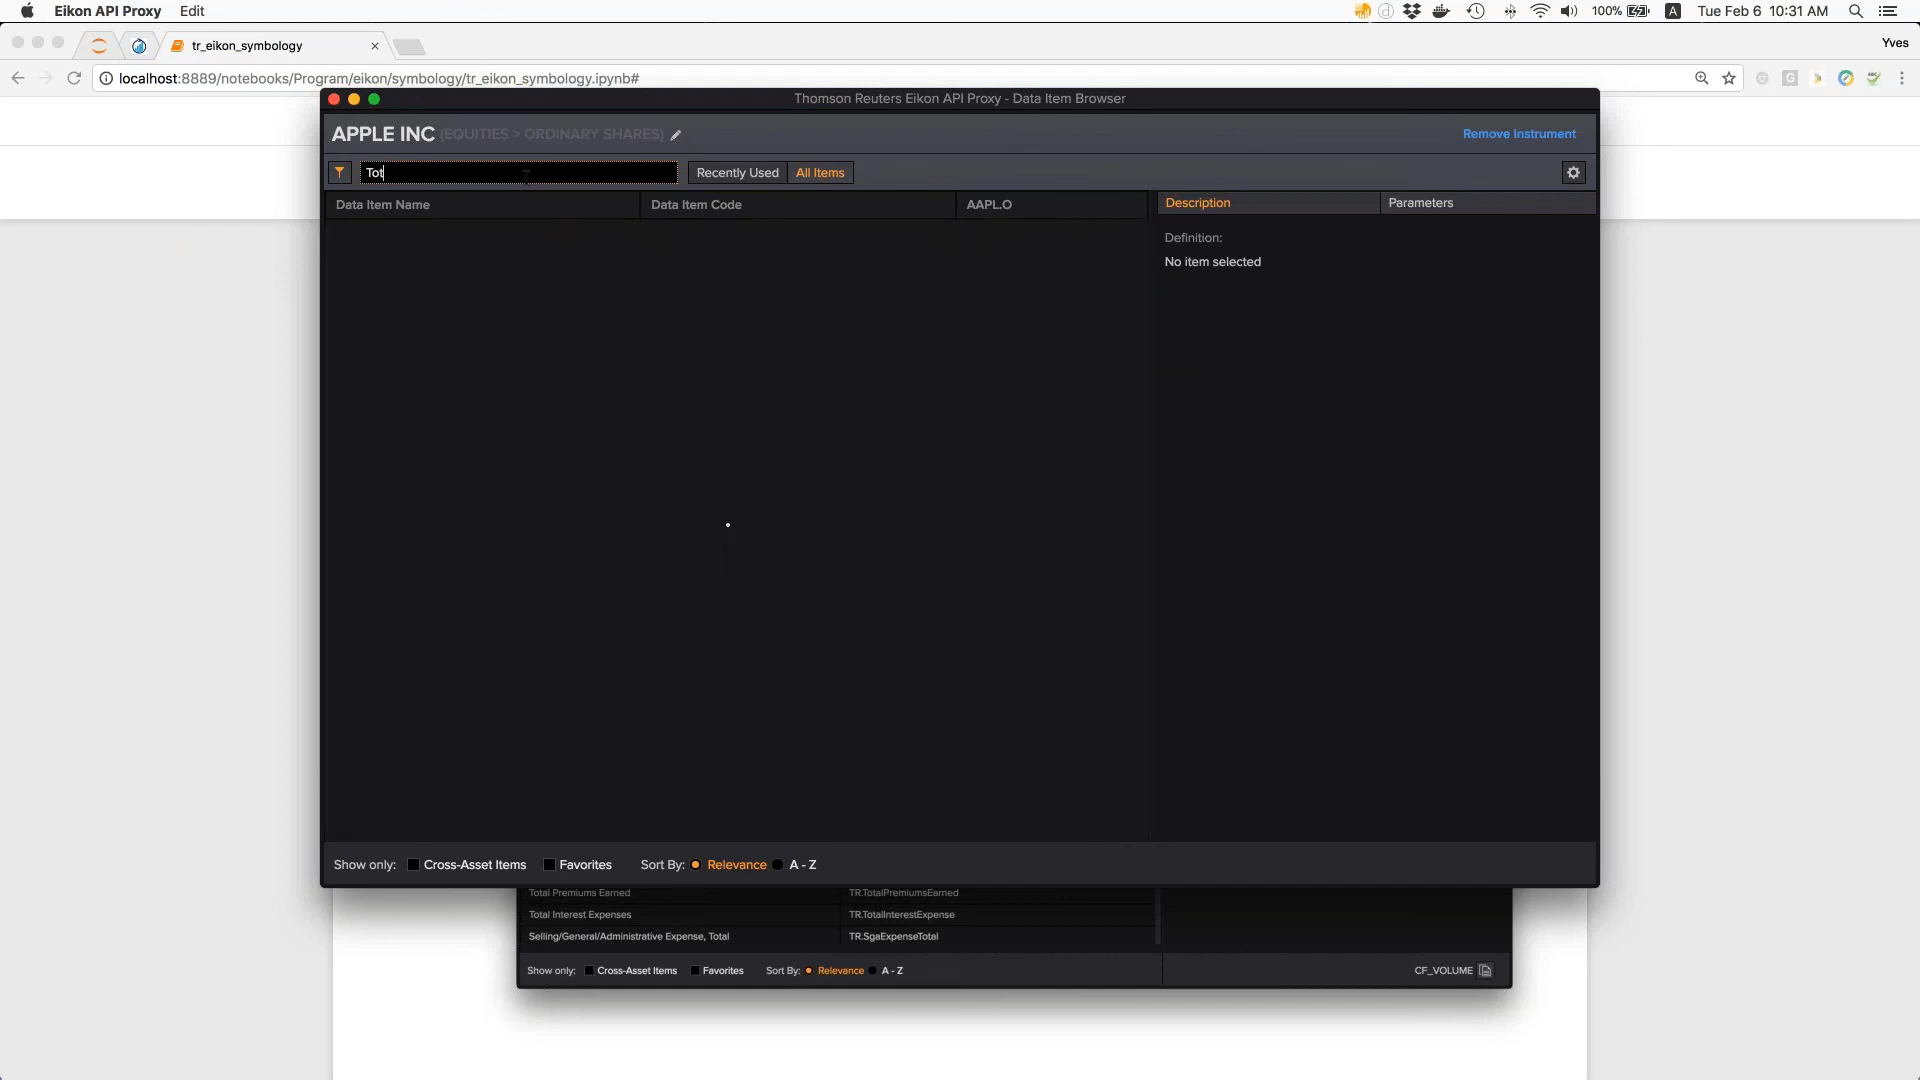 Eikon API Proxy Edit 100% A Tue Feb 6 10:31 AM
tr_eikon_symbology Yves
localhost:8889/notebooks/Program/eikon/symbology/tr_eikon_symbology.ipynb#
Thomson Reuters Eikon API Proxy - Data Item Browser
APPLE INC (EQUITIES > ORDINARY SHARES) Remove Instrument
Tot Recently Used All Items
Data Item Name Data Item Code AAPL.O Description Parameters
Definition:
No item selected
Show only: Cross-Asset Items Favorites Sort By: Relevance A - Z
Total Premiums Earned TR.TotalPremiumsEarned
Total Interest Expenses TR.TotalInterestExpense
Selling/General/Administrative Expense, Total TR.SgaExpenseTotal
Show only: Cross-Asset Items Favorites Sort By: Relevance A - Z CF_VOLUME